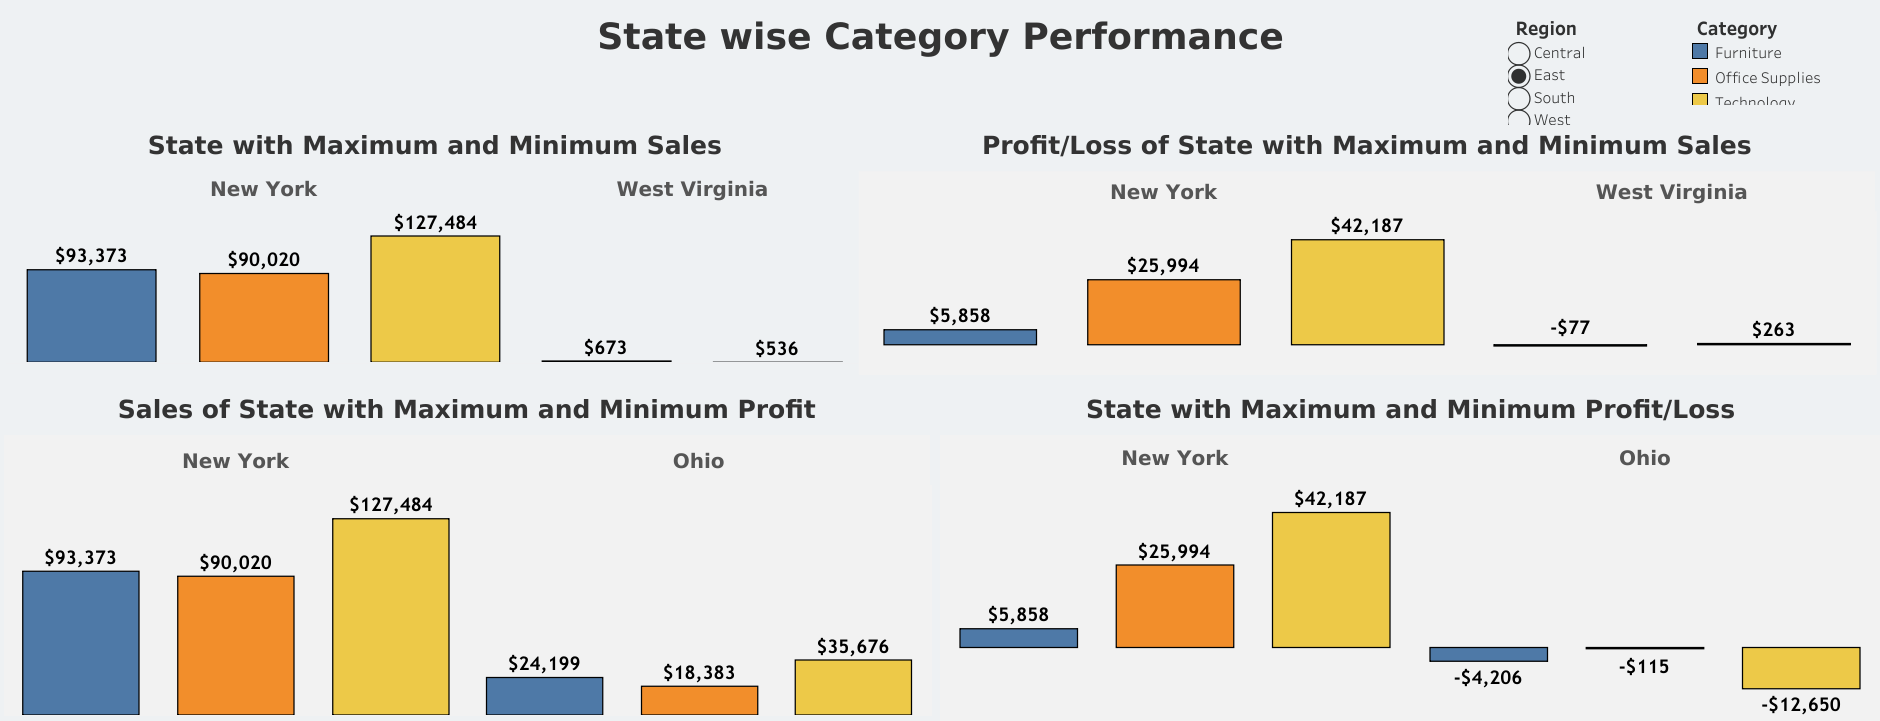 State wise Category Performance
Region
Central
East
South
West
Category
Furniture
Office Supplies
Technology
State with Maximum and Minimum Sales
New York
West Virginia
$93,373
$90,020
$127,484
$673
$536
Profit/Loss of State with Maximum and Minimum Sales
New York
West Virginia
$5,858
$25,994
$42,187
-$77
$263
Sales of State with Maximum and Minimum Profit
New York
Ohio
$93,373
$90,020
$127,484
$24,199
$18,383
$35,676
State with Maximum and Minimum Profit/Loss
New York
Ohio
$5,858
$25,994
$42,187
-$4,206
-$115
-$12,650